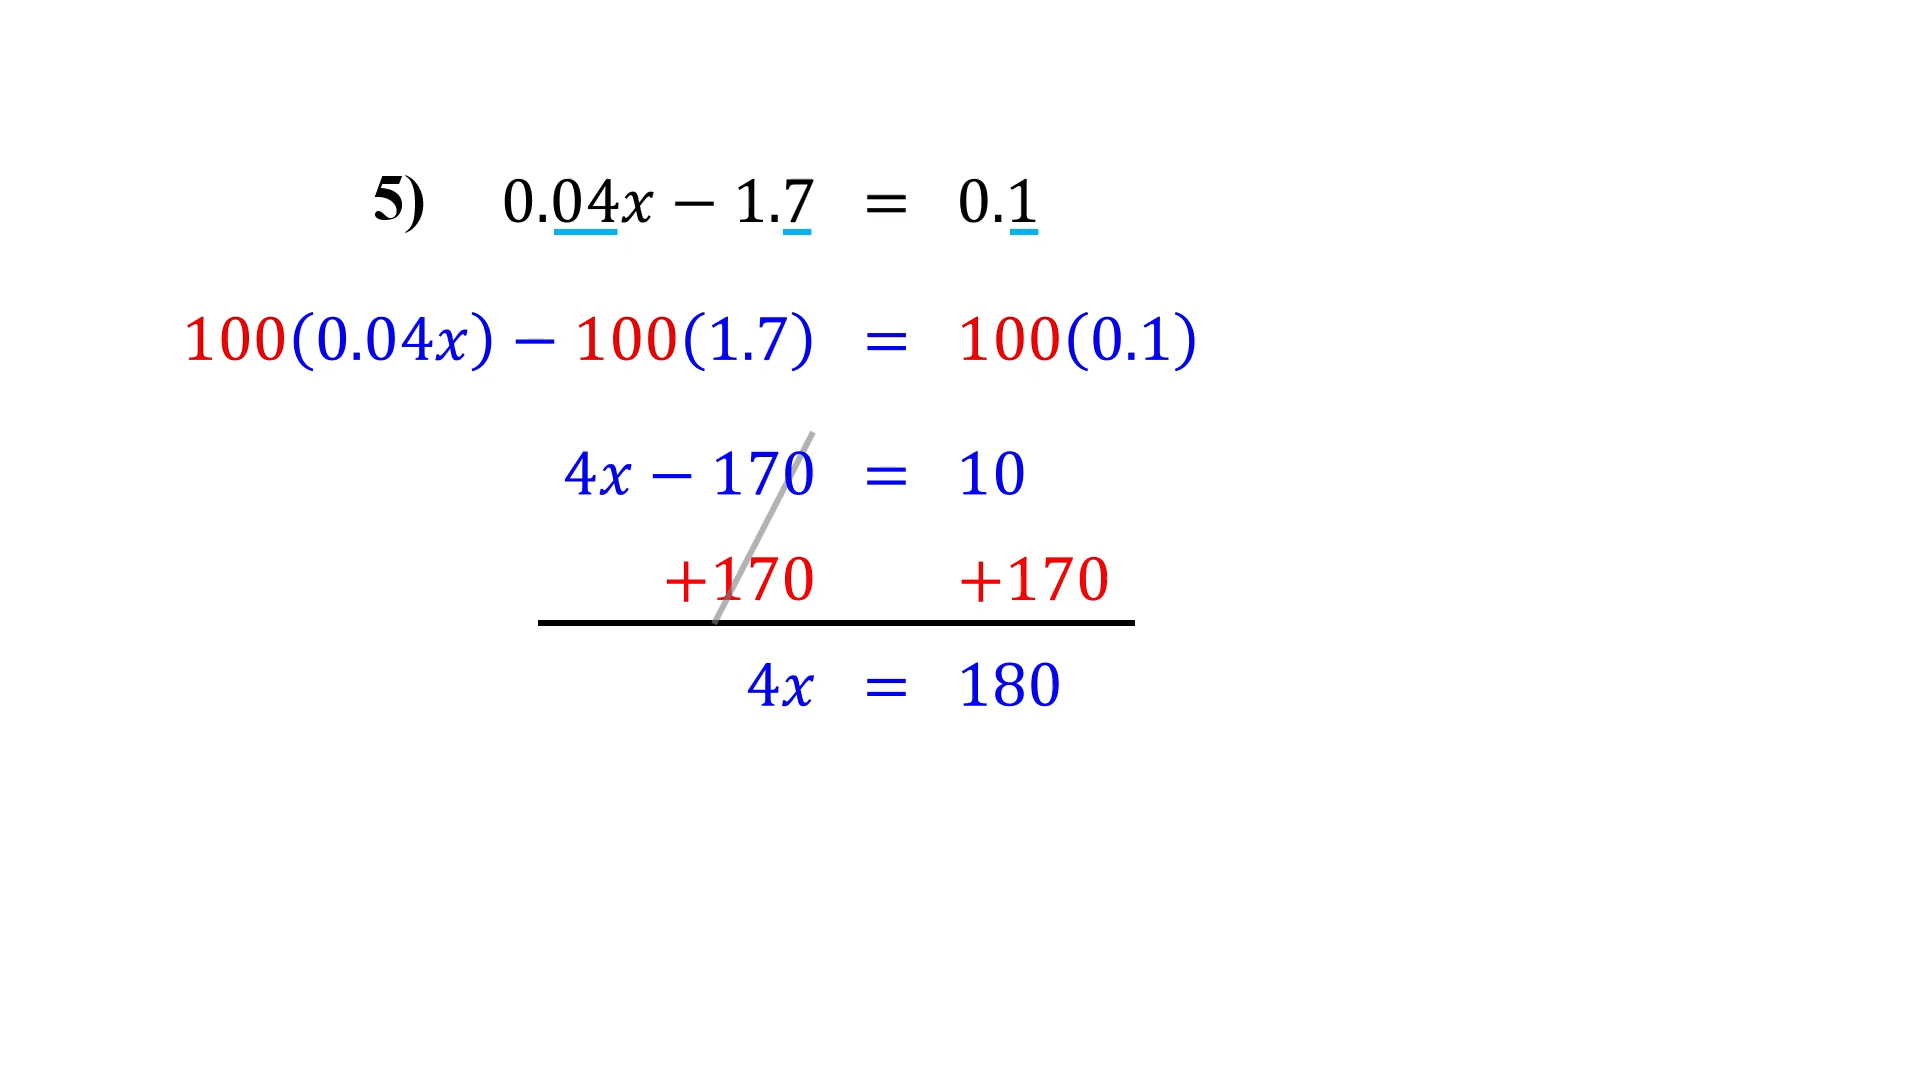 5) 0.04x − 1.7 = 0.1
100(0.04x) − 100(1.7) = 100(0.1)
4x − 170 = 10
+170 +170
4x = 180